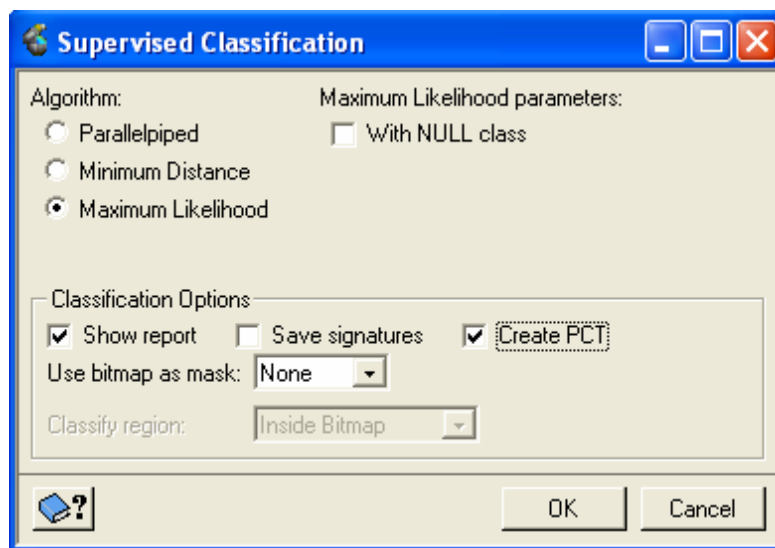 Supervised Classification
Algorithm:
Parallelpiped
Minimum Distance
Maximum Likelihood
Maximum Likelihood parameters:
With NULL class
Classification Options
Show report
Save signatures
Create PCT
Use bitmap as mask: None
Classify region: Inside Bitmap
?
OK
Cancel